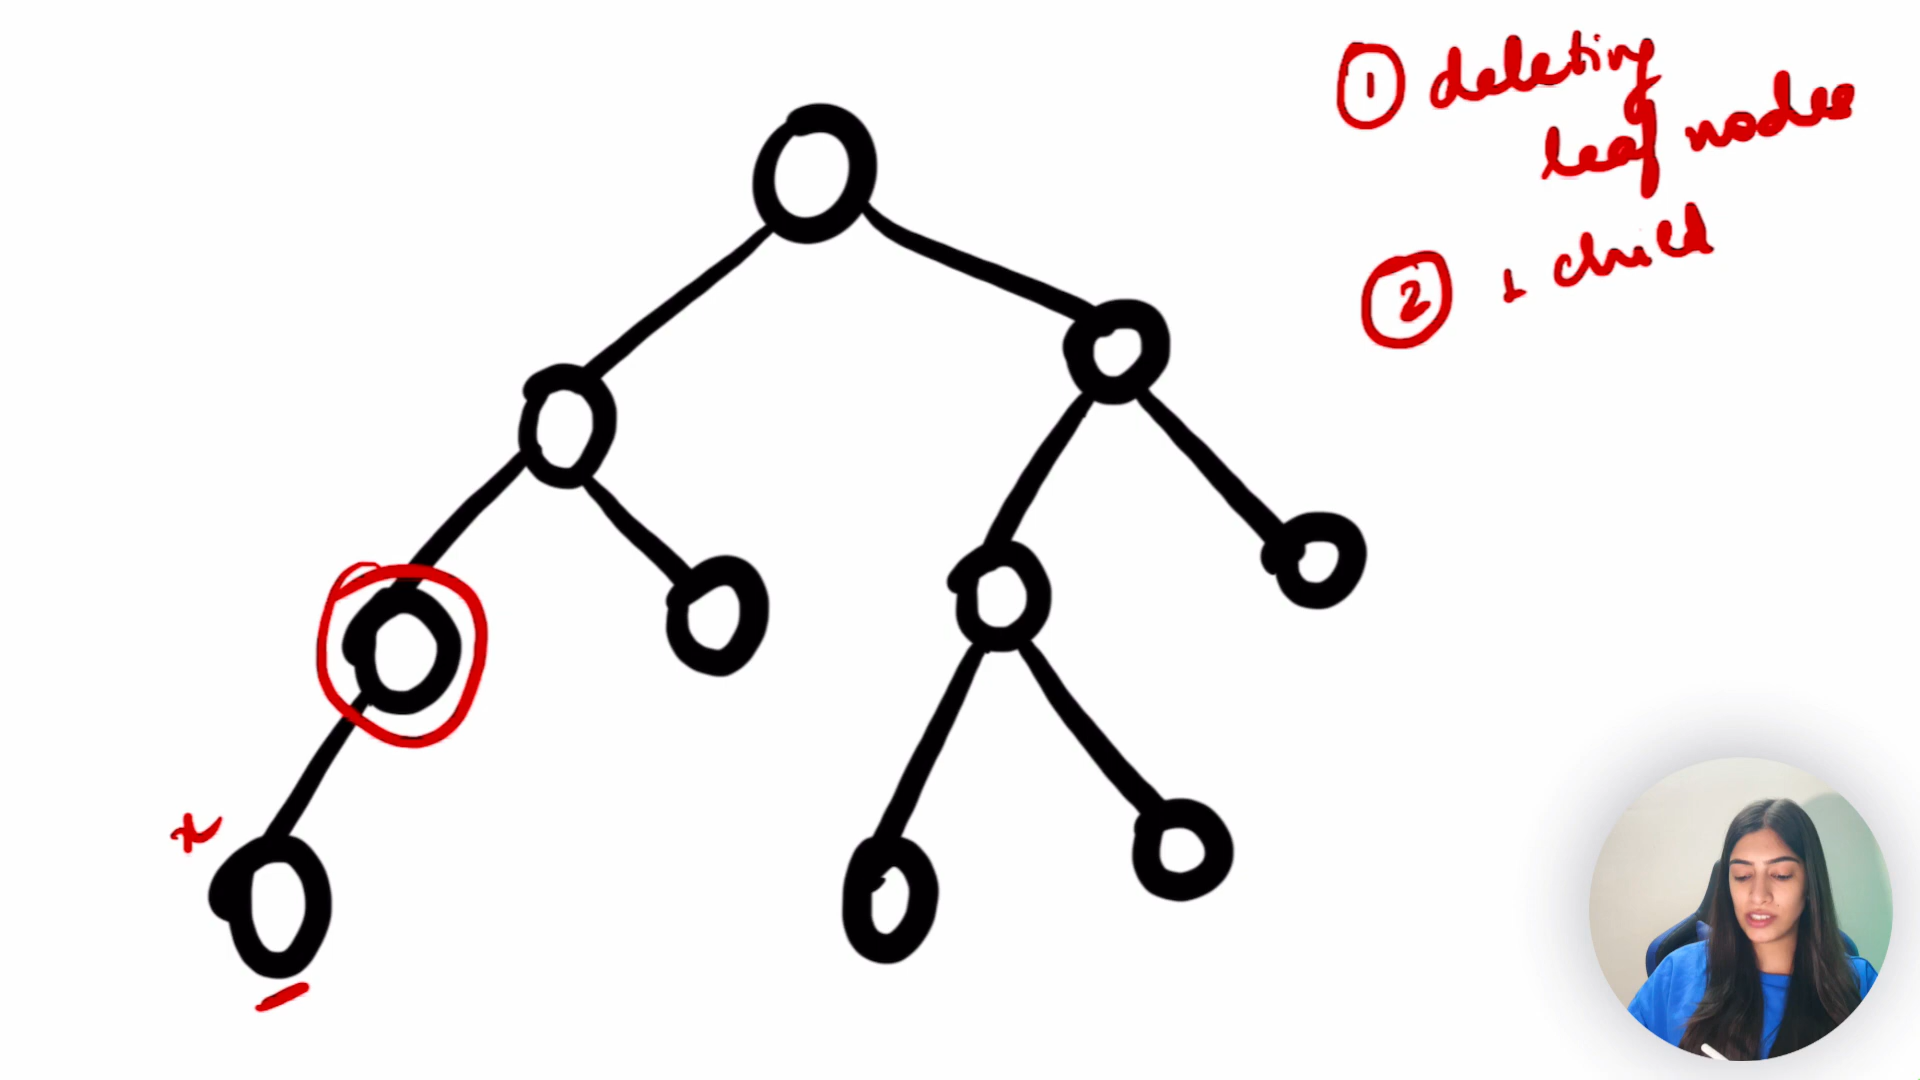 ① deleting
leaf nodes
② 1 child
x